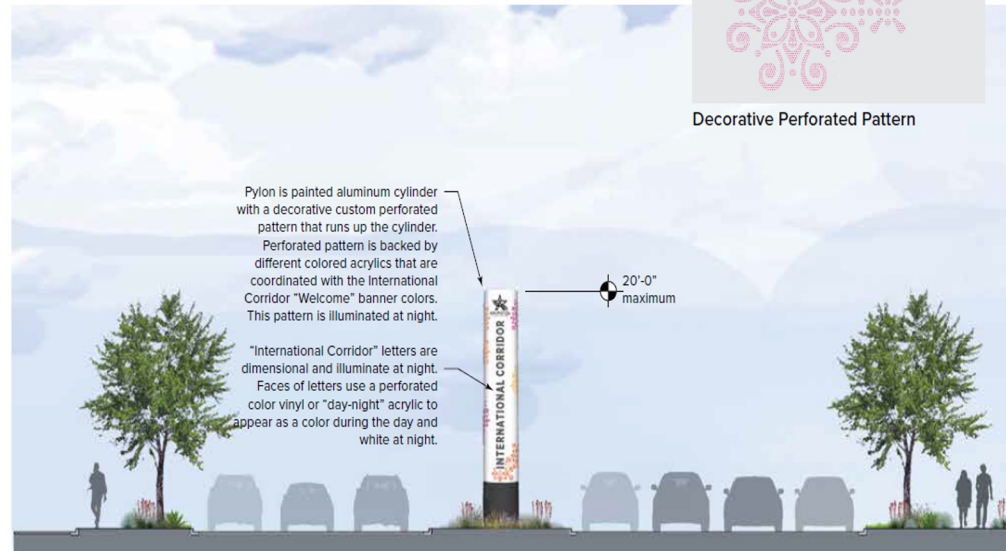 Decorative Perforated Pattern
Pylon is painted aluminum cylinder
with a decorative custom perforated
pattern that runs up the cylinder.
Perforated pattern is backed by
different colored acrylics that are
coordinated with the International
Corridor “Welcome” banner colors.
This pattern is illuminated at night.
20'-0"
maximum
“International Corridor” letters are
dimensional and illuminate at night.
Faces of letters use a perforated
color vinyl or “day-night” acrylic to
appear as a color during the day and
white at night.
INTERNATIONAL CORRIDOR